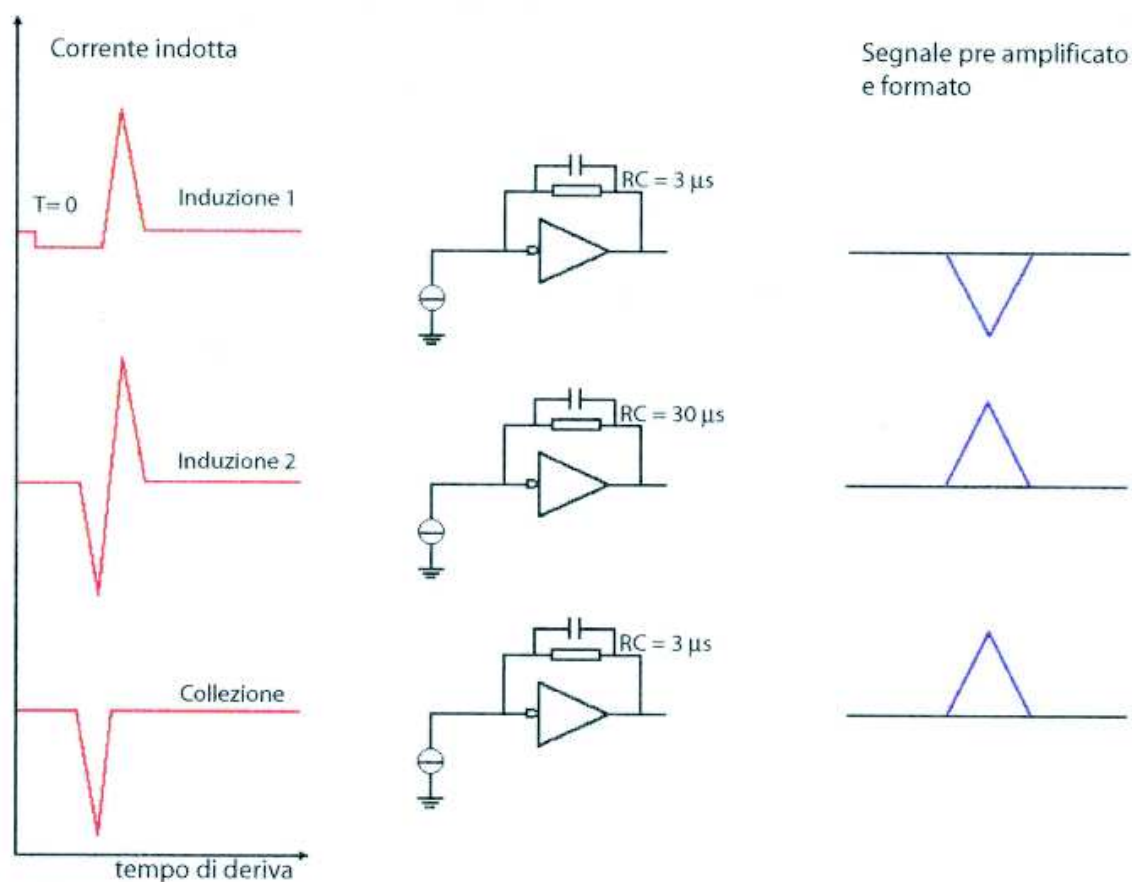 Corrente indotta
Segnale pre amplificato
e formato
T= 0
Induzione 1
RC = 3 μs
Induzione 2
RC = 30 μs
Collezione
RC = 3 μs
tempo di deriva